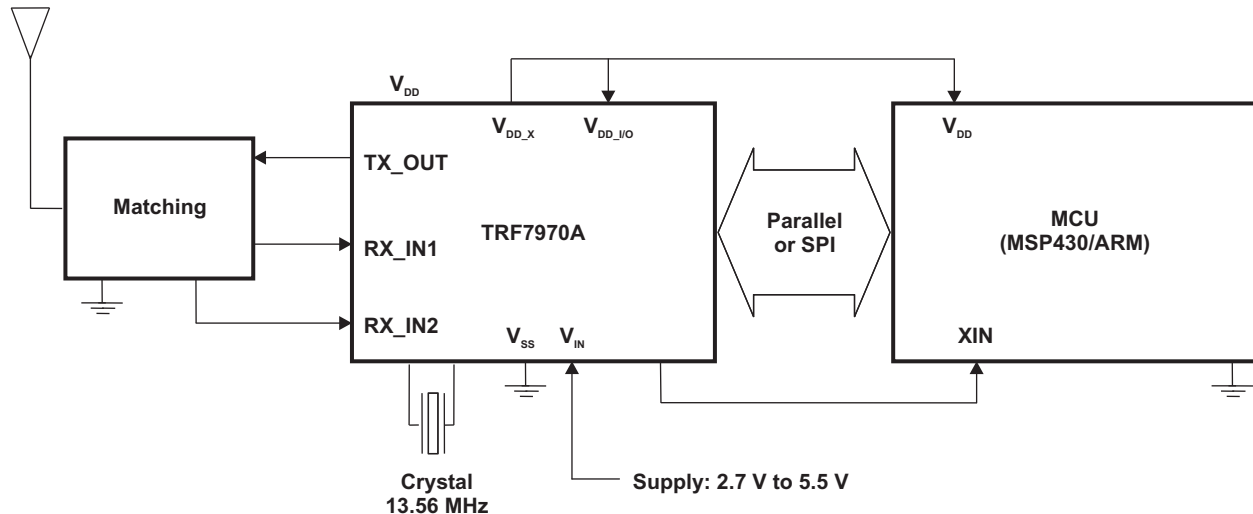 V_DD
V_DD_X
V_DD_I/O
V_DD
TX_OUT
Matching
TRF7970A
Parallel
or SPI
MCU
(MSP430/ARM)
RX_IN1
RX_IN2
V_SS
V_IN
XIN
Crystal
13.56 MHz
Supply: 2.7 V to 5.5 V